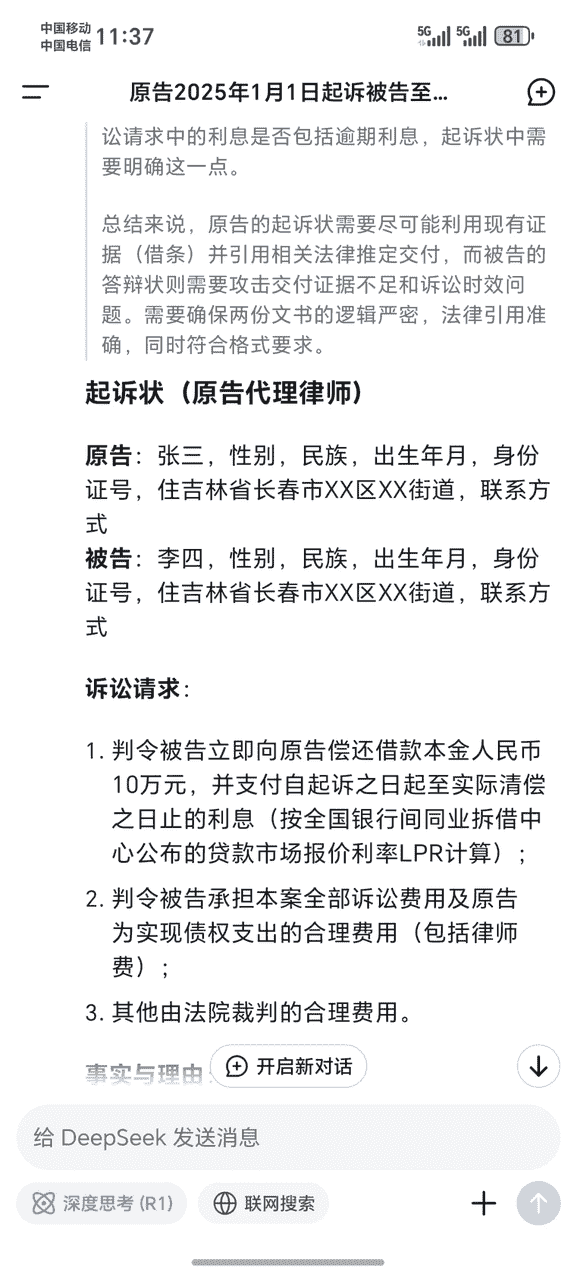 中国移动
中国电信 11:37 5G 5G 81
原告2025年1月1日起诉被告至...
讼请求中的利息是否包括逾期利息，起诉状中需
要明确这一点。
总结来说，原告的起诉状需要尽可能利用现有证
据（借条）并引用相关法律推定交付，而被告的
答辩状则需要攻击交付证据不足和诉讼时效问
题。需要确保两份文书的逻辑严密，法律引用准
确，同时符合格式要求。
起诉状（原告代理律师）
原告：张三，性别，民族，出生年月，身份
证号，住吉林省长春市XX区XX街道，联系方
式
被告：李四，性别，民族，出生年月，身份
证号，住吉林省长春市XX区XX街道，联系方
式
诉讼请求：
1. 判令被告立即向原告偿还借款本金人民币
10万元，并支付自起诉之日起至实际清偿
之日止的利息（按全国银行间同业拆借中
心公布的贷款市场报价利率LPR计算）；
2. 判令被告承担本案全部诉讼费用及原告
为实现债权支出的合理费用（包括律师
费）；
3. 其他由法院裁判的合理费用。
事实与理由：
开启新对话
给 DeepSeek 发送消息
深度思考 (R1) 联网搜索